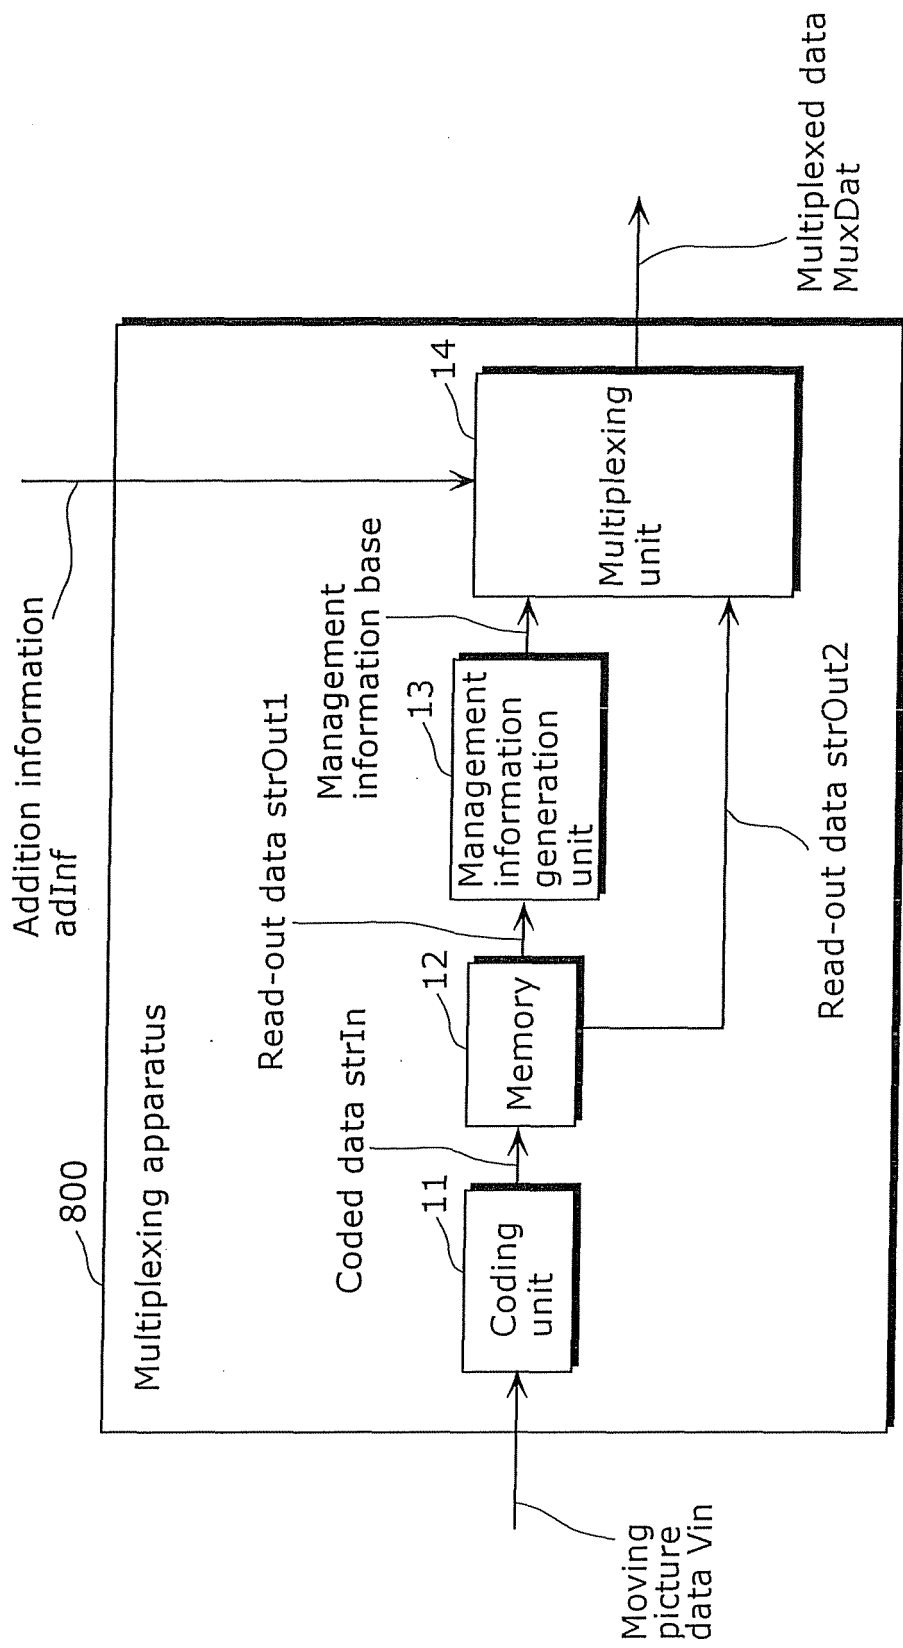 800
Multiplexing apparatus
Addition information
adInf
Moving
picture
data Vin
11
Coding
unit
Coded data strIn
12
Memory
Read-out data strOut1
13
Management
information
generation
unit
Management
information base
14
Multiplexing
unit
Read-out data strOut2
Multiplexed data
MuxDat